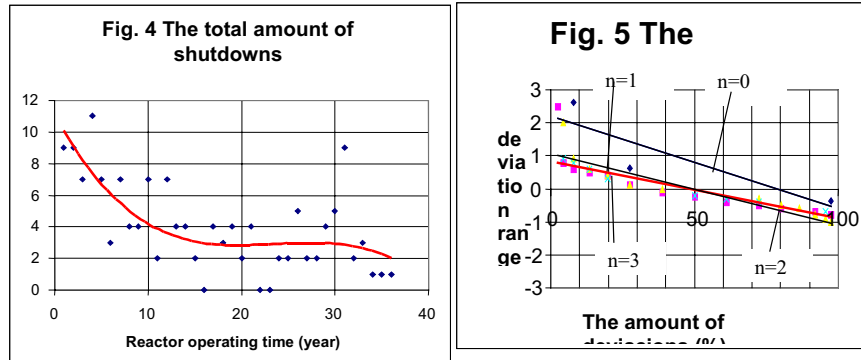 Fig. 4 The total amount of
shutdowns
12
10
8
6
4
2
0
0 10 20 30 40
Reactor operating time (year)
Fig. 5 The
n=1 n=0
3
2
1
0
-1
-2
-3
de
via
tio
n
ran
ge
0 50 100
n=3 n=2
The amount of
(%)